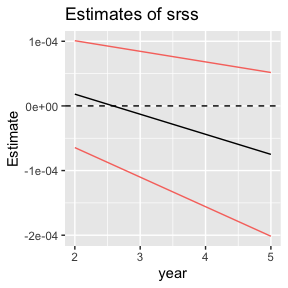 Estimates of srss
1e-04
0e+00
-1e-04
-2e-04
Estimate
2 3 4 5
year